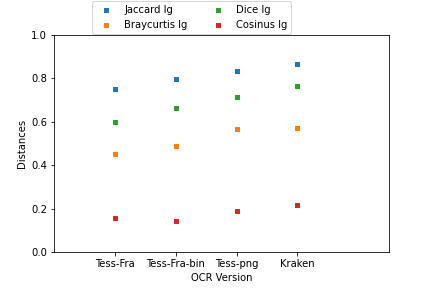 Jaccard lg Dice lg
Braycurtis lg Cosinus lg
1.0
0.8
0.6
0.4
0.2
0.0
Distances
Tess-Fra Tess-Fra-bin Tess-png Kraken
OCR Version